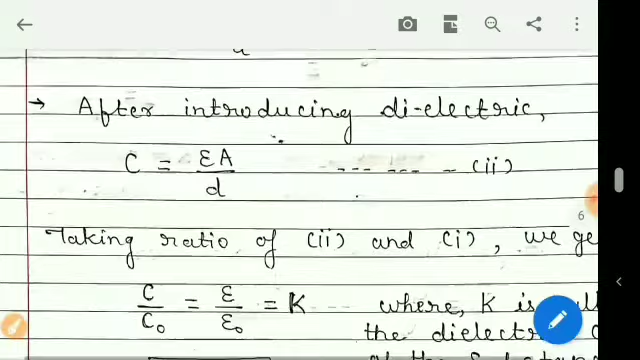 → After introducing di-electric,
C = εA/d --- --- - (ii)
6
Taking ratio of (ii) and (i), we ge
C/C₀ = ε/ε₀ = K where, K is
the dielectr